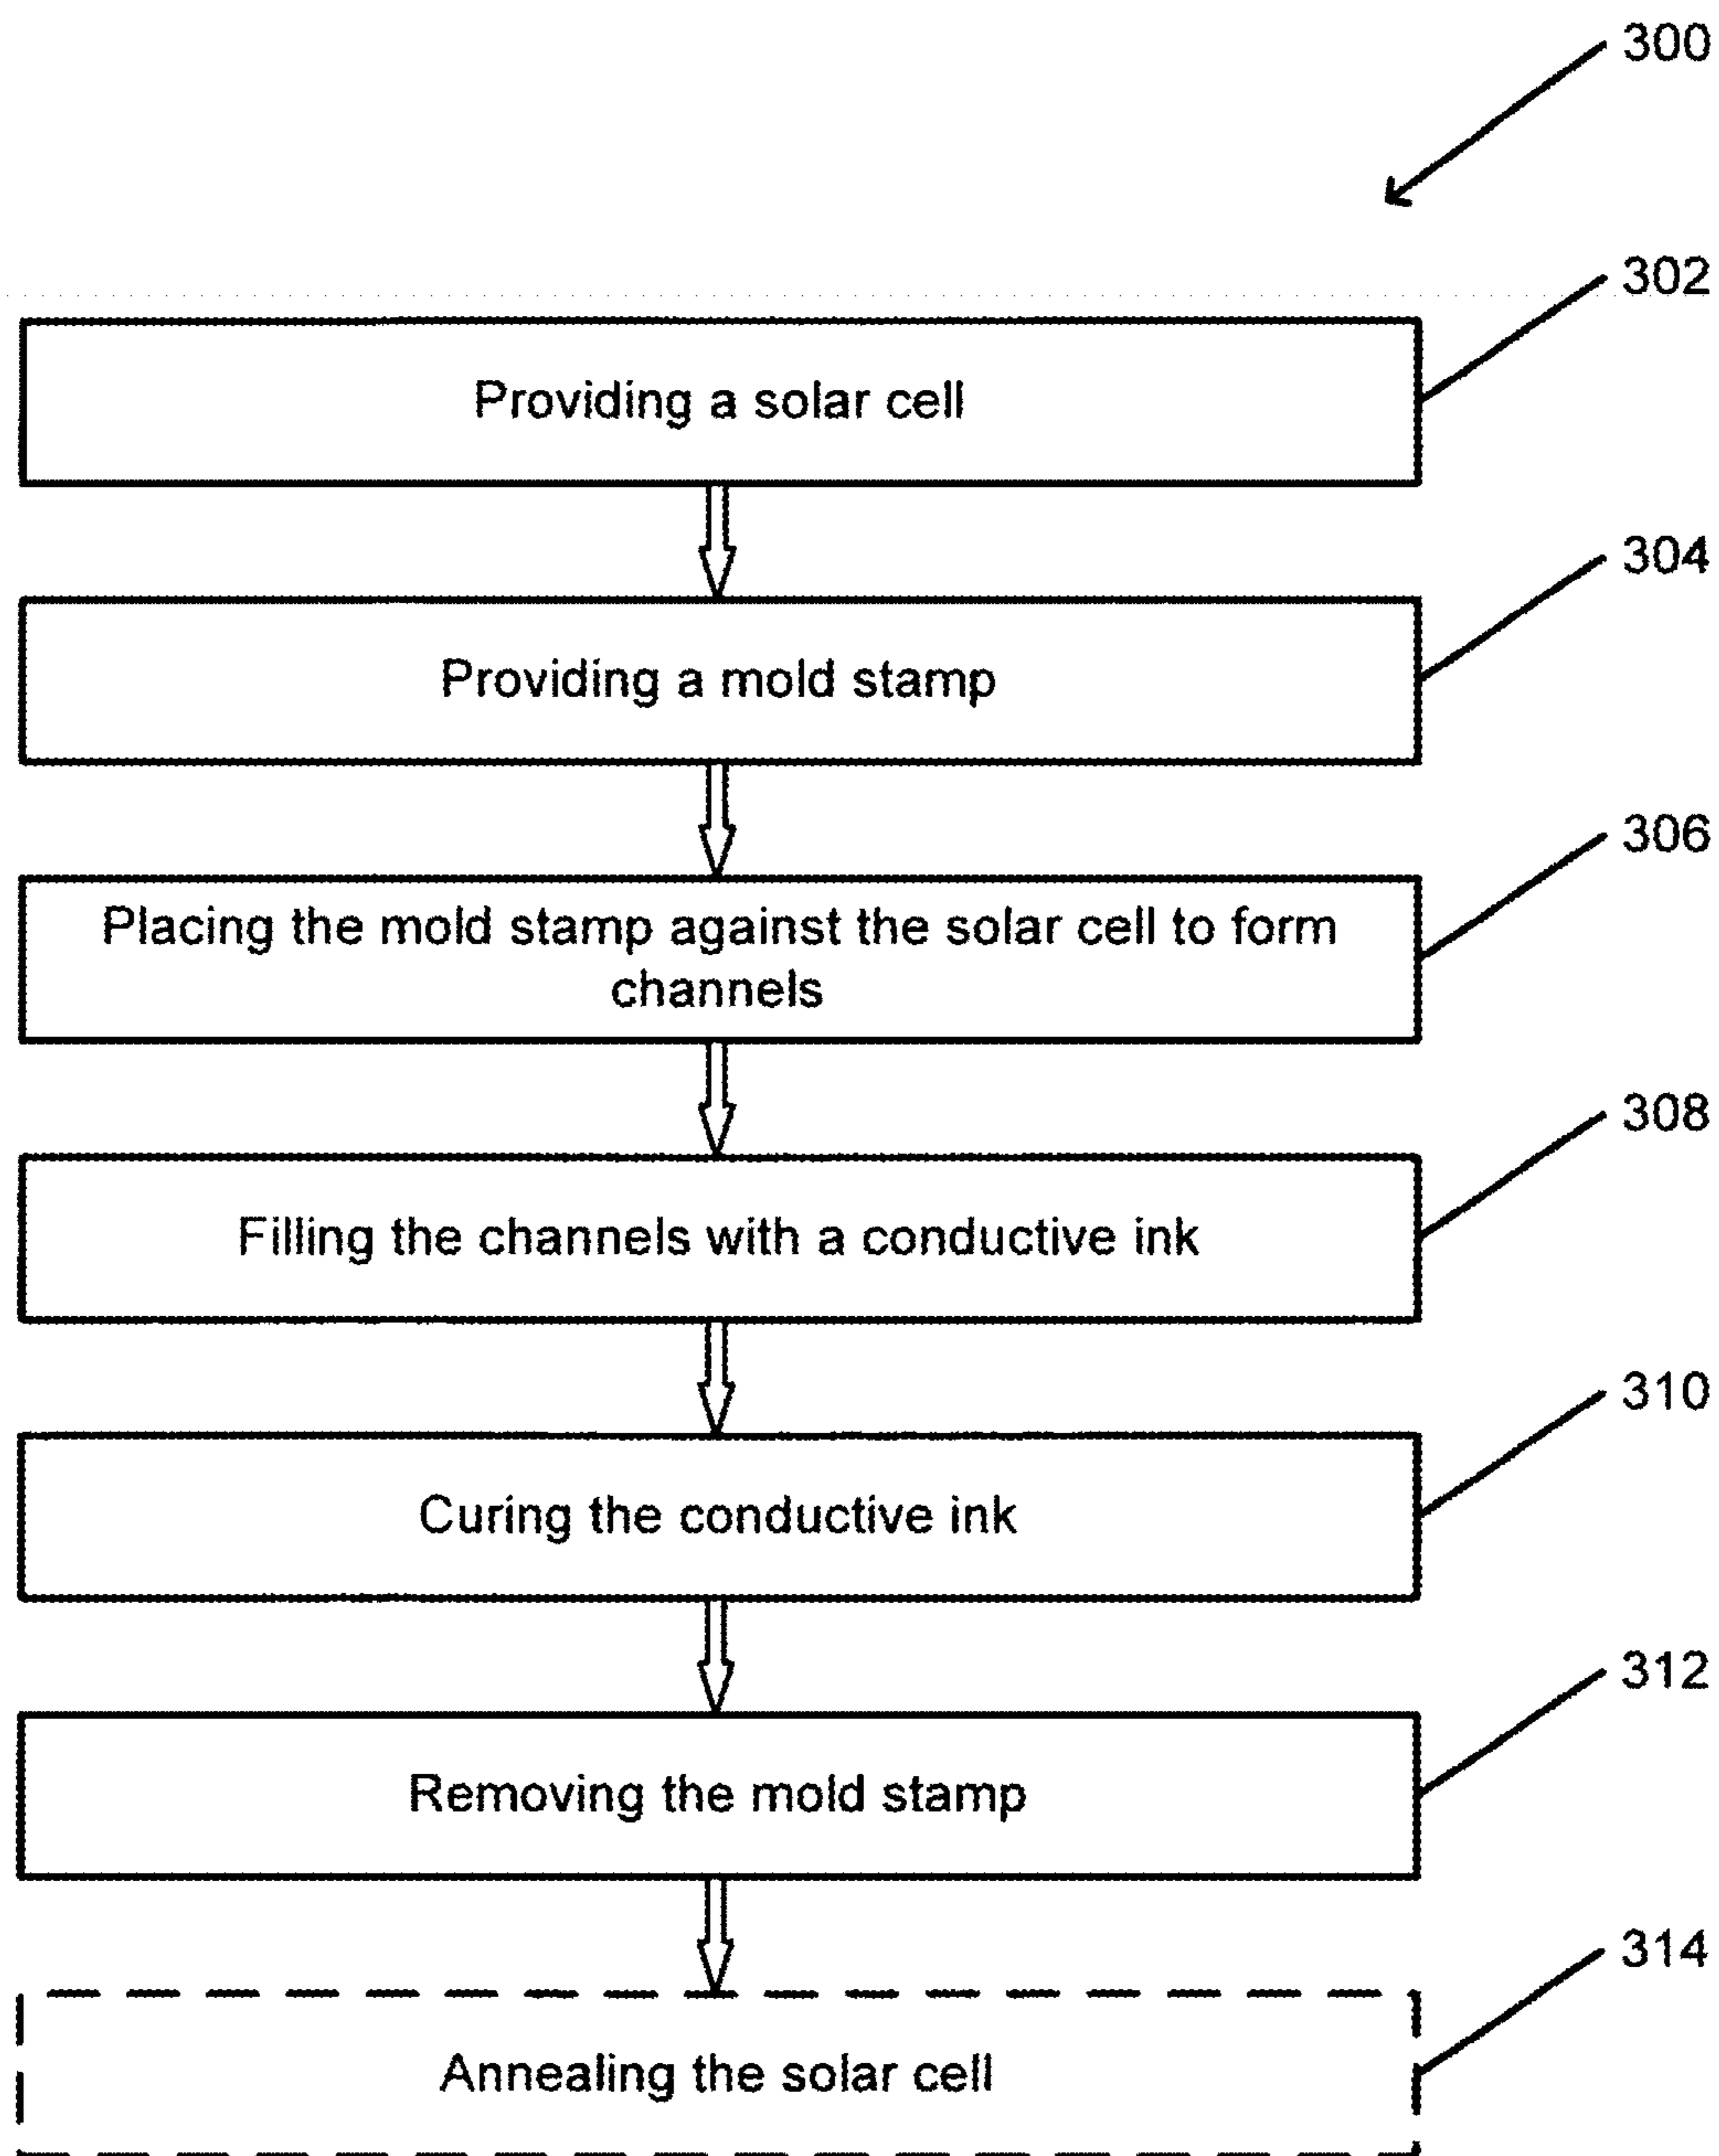 300
302
Providing a solar cell
304
Providing a mold stamp
306
Placing the mold stamp against the solar cell to form
channels
308
Filling the channels with a conductive ink
310
Curing the conductive ink
312
Removing the mold stamp
314
Annealing the solar cell